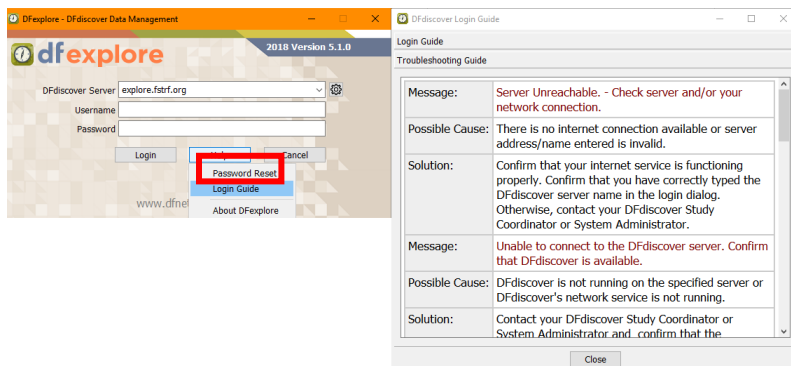 DFexplore - DFdiscover Data Management
dfexplore
2018 Version 5.1.0
DFdiscover Server explore.fstrf.org
Username
Password
Login Cancel
Password Reset
Login Guide
About DFexplore
DFdiscover Login Guide
Login Guide
Troubleshooting Guide
Message: Server Unreachable. - Check server and/or your
network connection.
Possible Cause: There is no internet connection available or server
address/name entered is invalid.
Solution: Confirm that your internet service is functioning
properly. Confirm that you have correctly typed the
DFdiscover server name in the login dialog.
Otherwise, contact your DFdiscover Study
Coordinator or System Administrator.
Message: Unable to connect to the DFdiscover server. Confirm
that DFdiscover is available.
Possible Cause: DFdiscover is not running on the specified server or
DFdiscover's network service is not running.
Solution: Contact your DFdiscover Study Coordinator or
System Administrator and confirm that the
Close